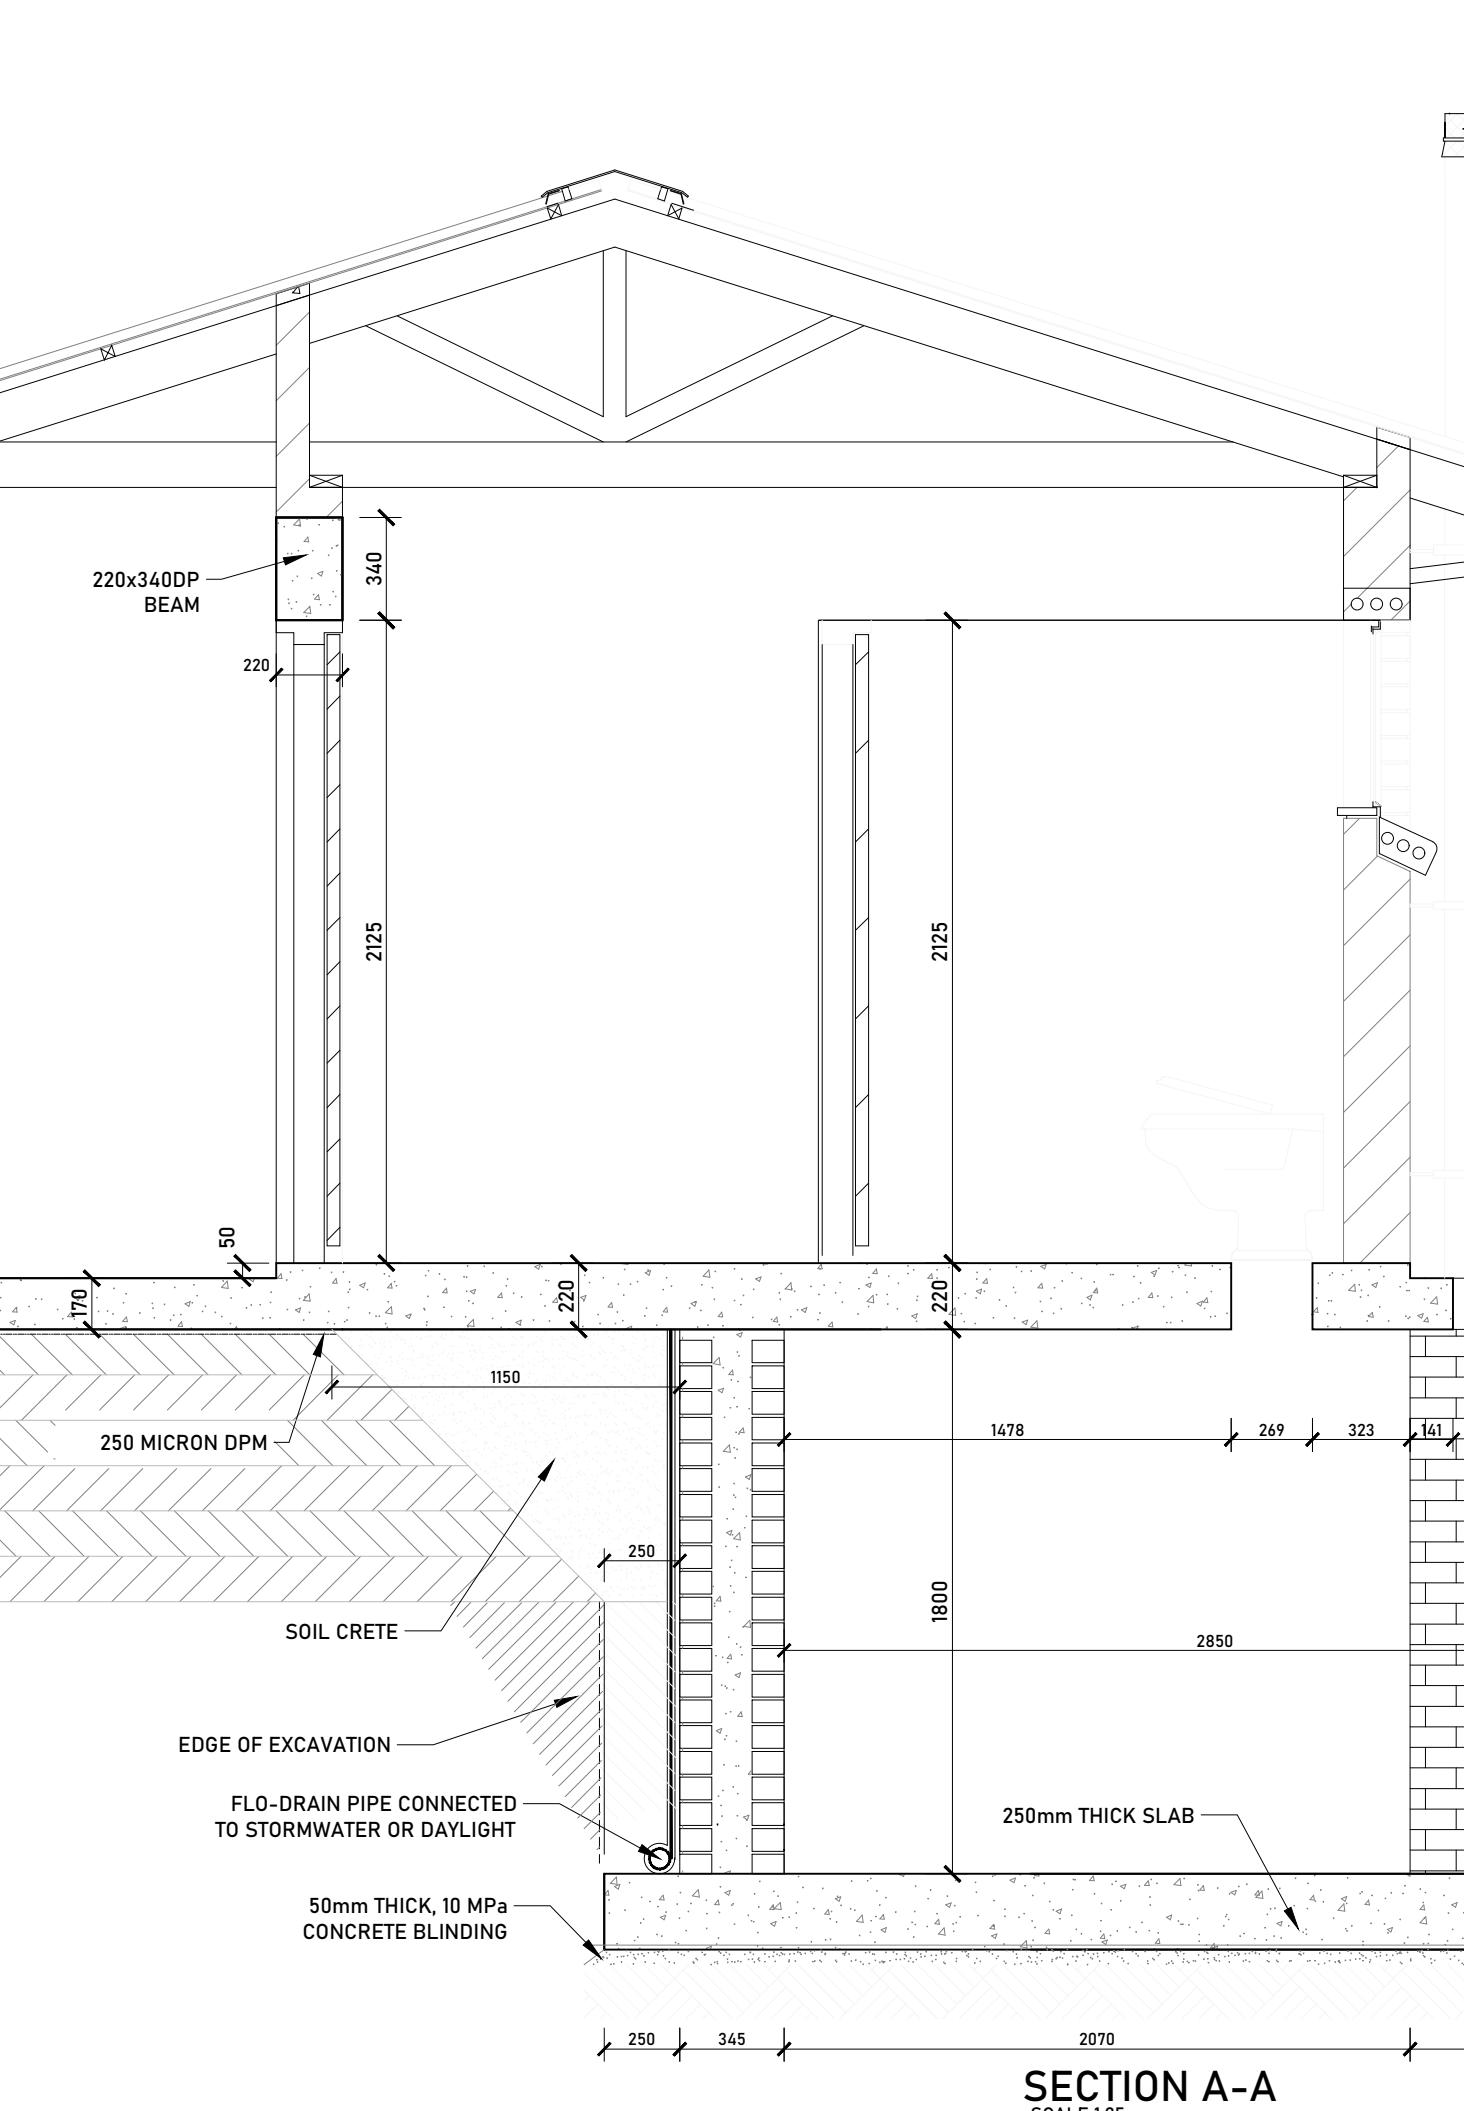 340
220x340DP
BEAM
220
2125
2125
50
170
220
220
1150
250 MICRON DPM
1478
269
323
141
250
1800
SOIL CRETE
2850
EDGE OF EXCAVATION
FLO-DRAIN PIPE CONNECTED
TO STORMWATER OR DAYLIGHT
250mm THICK SLAB
50mm THICK, 10 MPa
CONCRETE BLINDING
250
345
2070
SECTION A-A